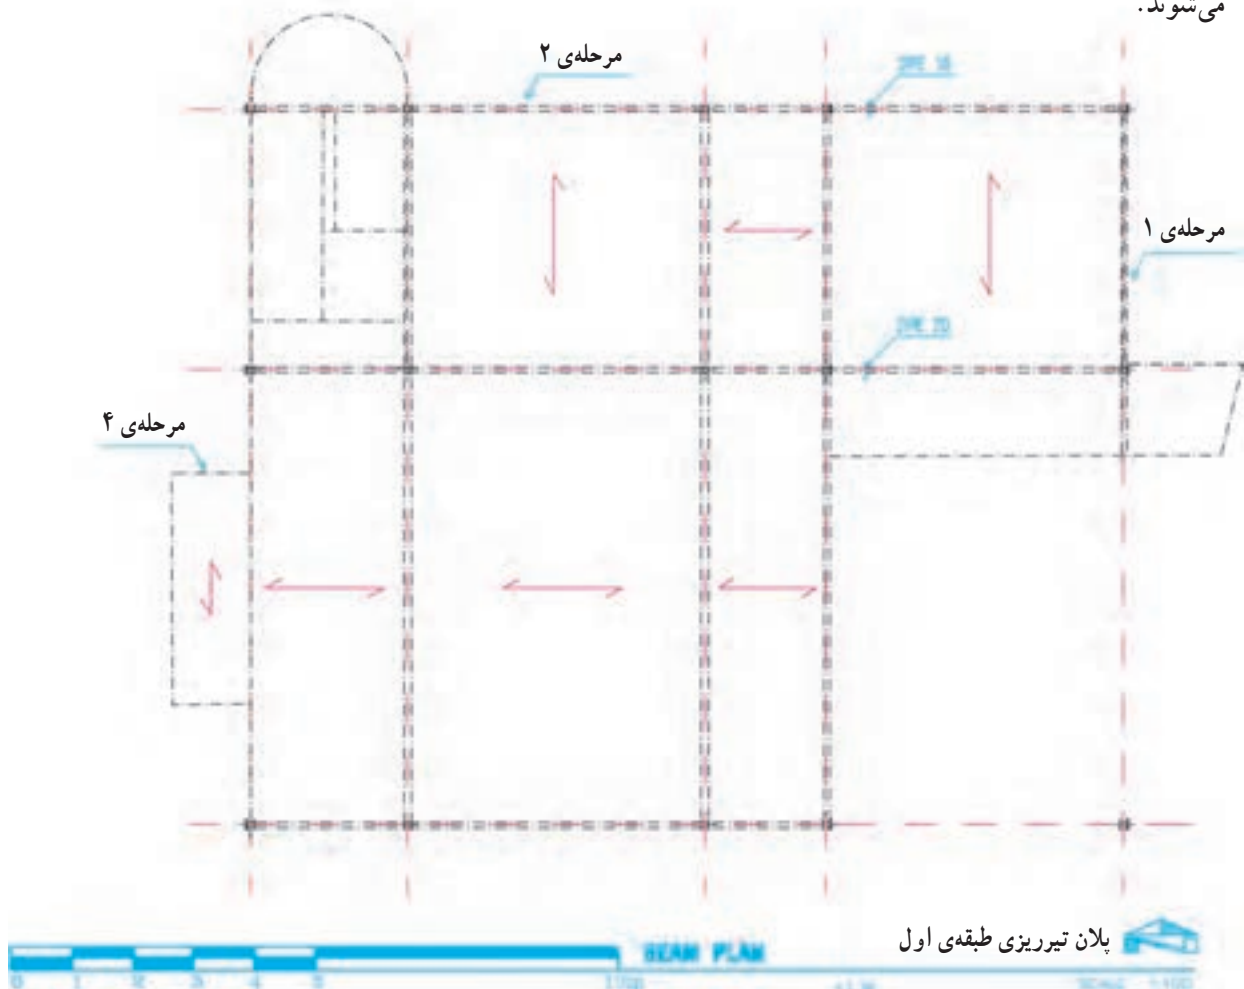 می‌شوند.
مرحله‌ی ۲
مرحله‌ی ۱
مرحله‌ی ۴
پلان تیرریزی طبقه‌ی اول
BEAM PLAN
0 1 2 3 4 5